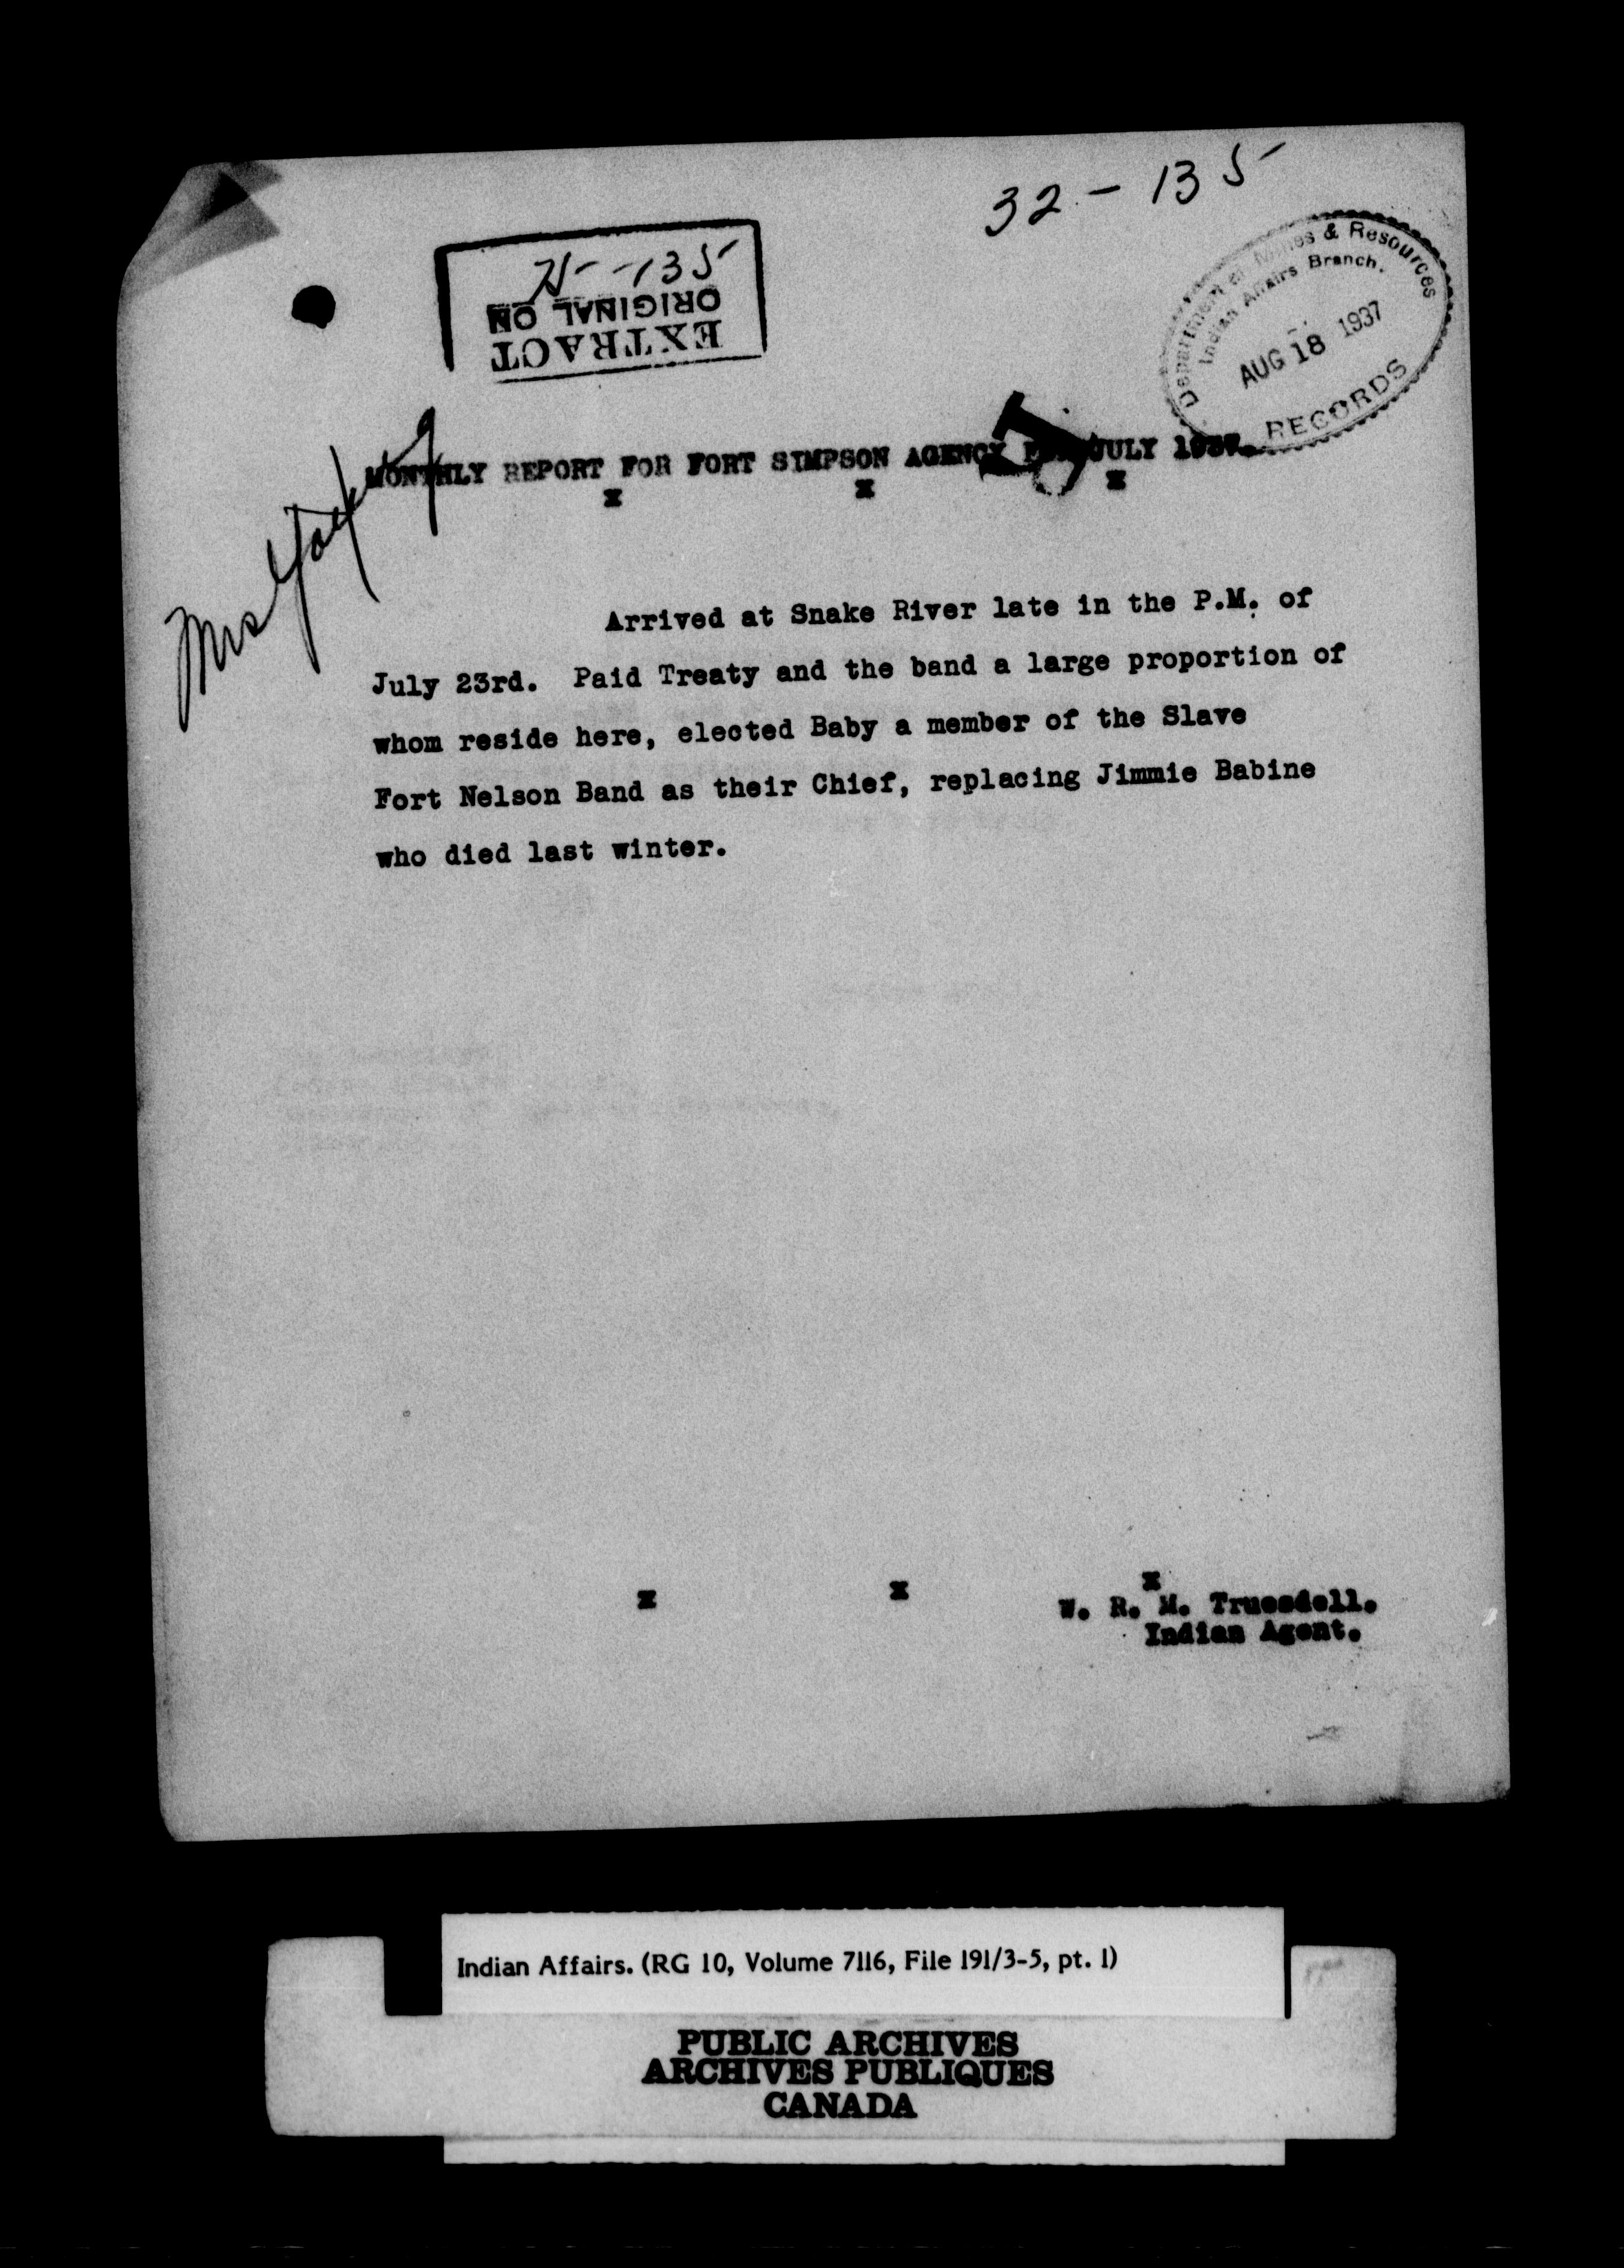 32-135
-135
EXTRACT
ORIGINAL ON
Department of Mines & Resources
Indian Affairs Branch.
AUG 18 1937
RECORDS
Mrs
MONTHLY REPORT FOR FORT SIMPSON AGENCY FOR JULY 1937.
x x x
Arrived at Snake River late in the P.M. of
July 23rd. Paid Treaty and the band a large proportion of
whom reside here, elected Baby a member of the Slave
Fort Nelson Band as their Chief, replacing Jimmie Babine
who died last winter.
x x x
W. R. M. Truesdell.
Indian Agent.
Indian Affairs. (RG 10, Volume 7116, File 191/3-5, pt. 1)
PUBLIC ARCHIVES
ARCHIVES PUBLIQUES
CANADA